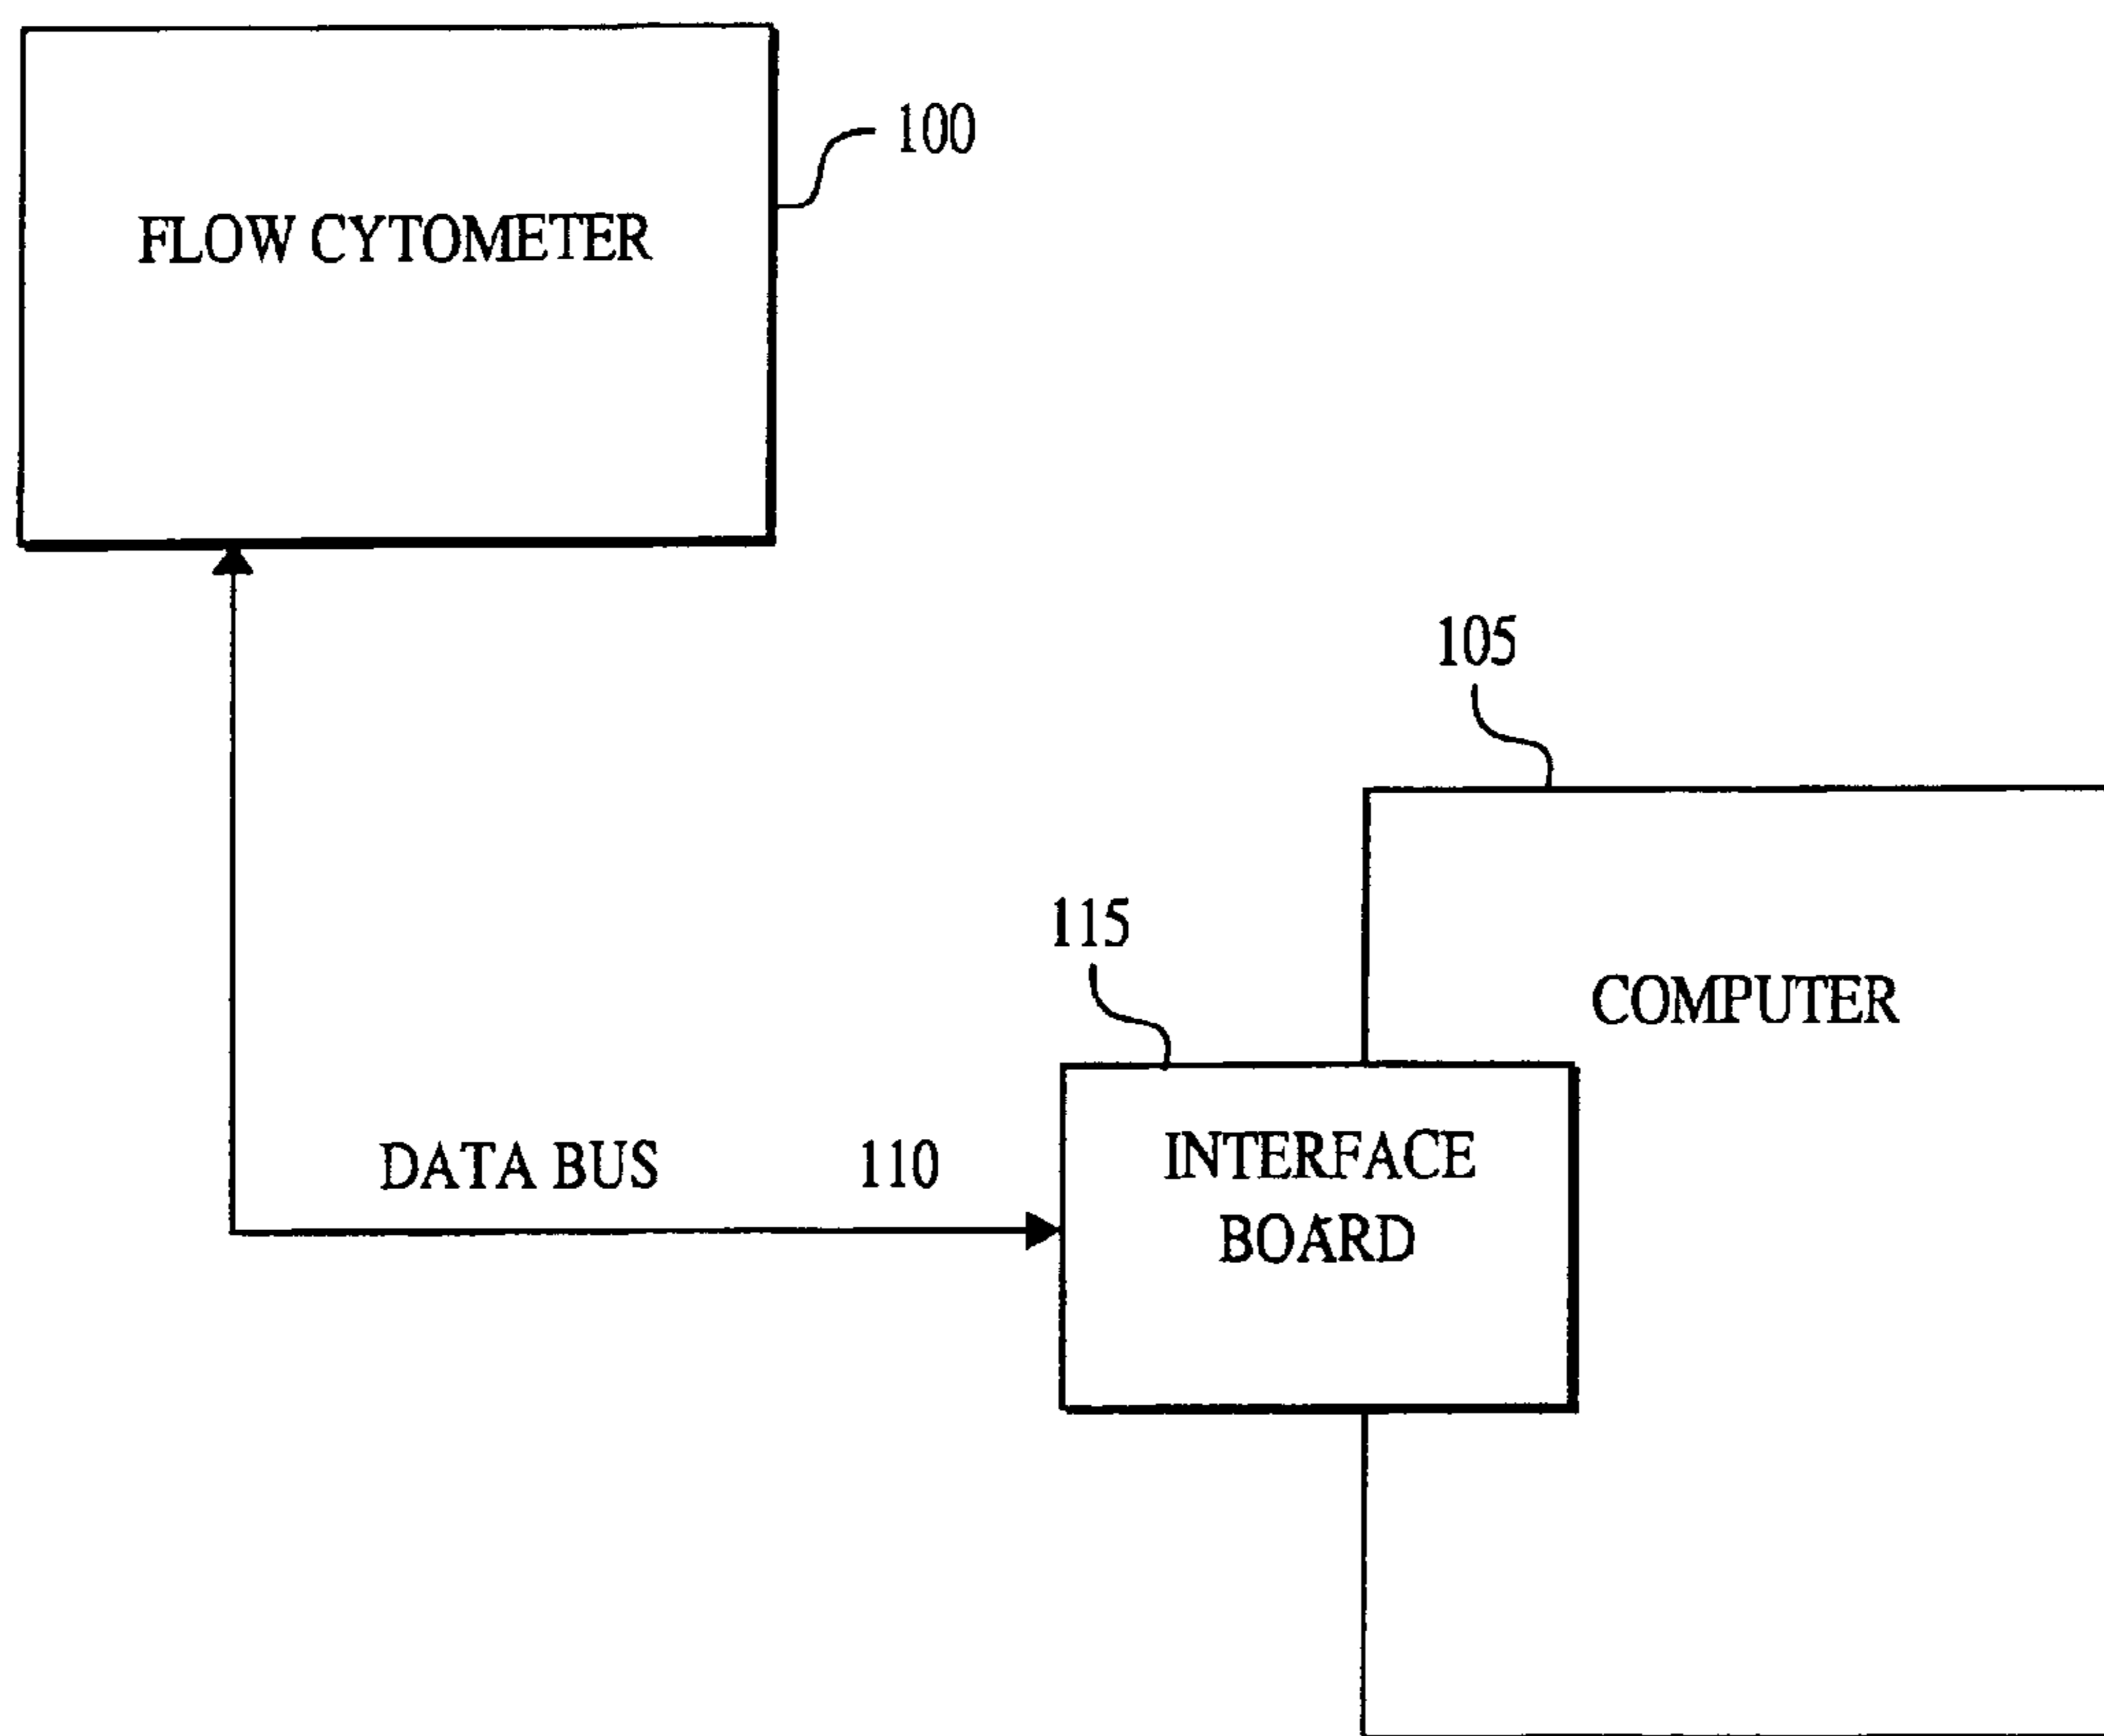 100
FLOW CYTOMETER
105
115
COMPUTER
DATA BUS
110
INTERFACE
BOARD